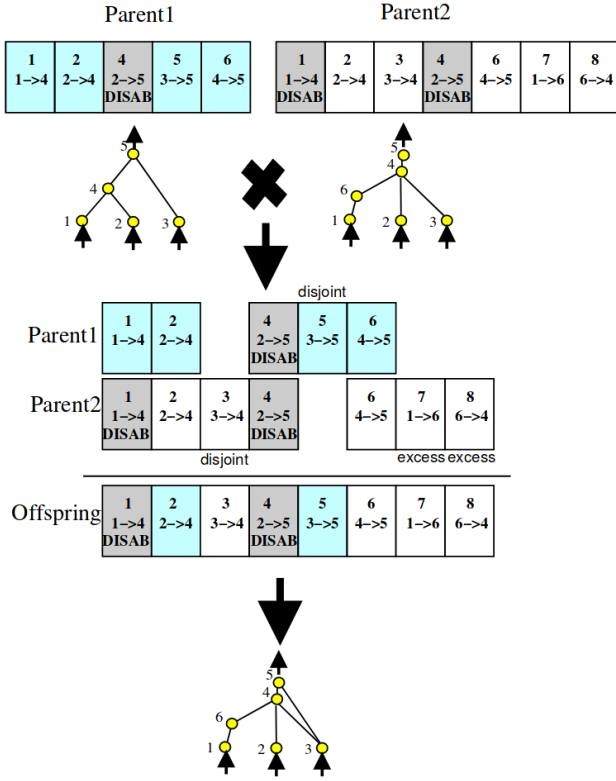 Parent1 Parent2
1 2 4 5 6 1 2 3 4 6 7 8
1->4 2->4 2->5 3->5 4->5 1->4 2->4 3->4 2->5 4->5 1->6 6->4
DISAB DISAB DISAB
5 5
4 4
6
1 2 3 1 2 3
disjoint
Parent1 1 2 4 5 6
1->4 2->4 2->5 3->5 4->5
DISAB
Parent2 1 2 3 4 6 7 8
1->4 2->4 3->4 2->5 4->5 1->6 6->4
DISAB DISAB
disjoint excess excess
Offspring 1 2 3 4 5 6 7 8
1->4 2->4 3->4 2->5 3->5 4->5 1->6 6->4
DISAB DISAB
5
4
6
1 2 3